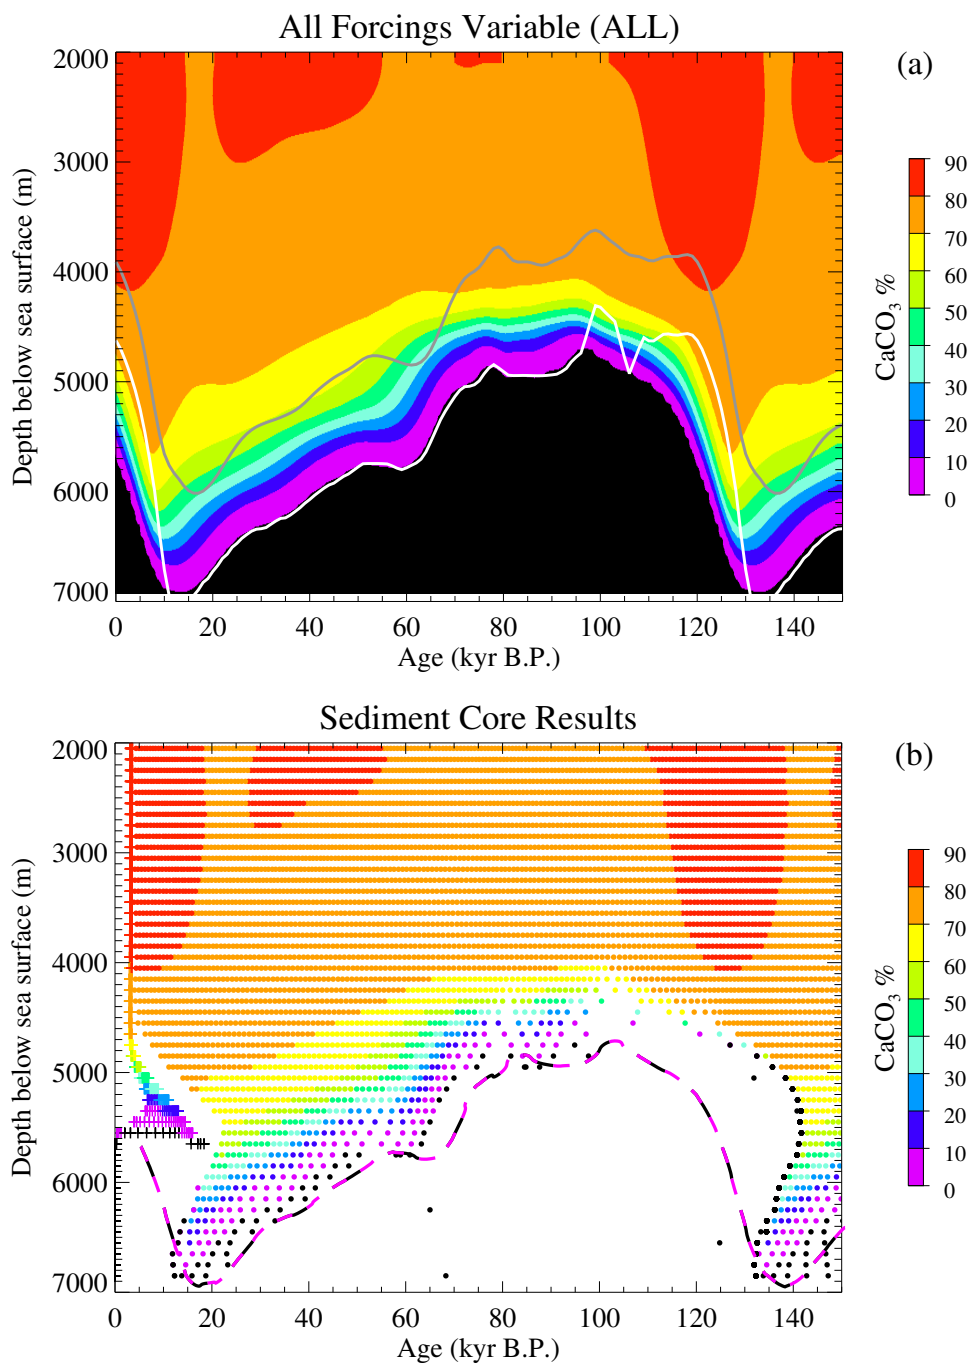 All Forcings Variable (ALL)
(a)
2000
3000
4000
5000
6000
7000
Depth below sea surface (m)
0 20 40 60 80 100 120 140
Age (kyr B.P.)
90
80
70
60
50
40
30
20
10
0
CaCO3 %
Sediment Core Results
(b)
2000
3000
4000
5000
6000
7000
Depth below sea surface (m)
0 20 40 60 80 100 120 140
Age (kyr B.P.)
90
80
70
60
50
40
30
20
10
0
CaCO3 %